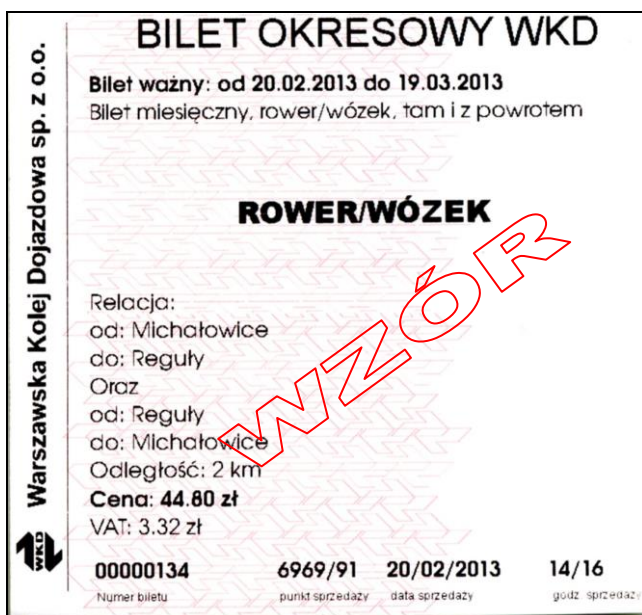 BILET OKRESOWY WKD
Warszawska Kolej Dojazdowa sp. z o.o.
WKD
Bilet ważny: od 20.02.2013 do 19.03.2013
Bilet miesięczny, rower/wózek, tam i z powrotem
ROWER/WÓZEK
WZÓR
Relacja:
od: Michałowice
do: Reguły
Oraz
od: Reguły
do: Michałowice
Odległość: 2 km
Cena: 44.80 zł
VAT: 3.32 zł
00000134 6969/91 20/02/2013 14/16
Numer biletu punkt sprzedaży data sprzedaży godz. sprzedaży